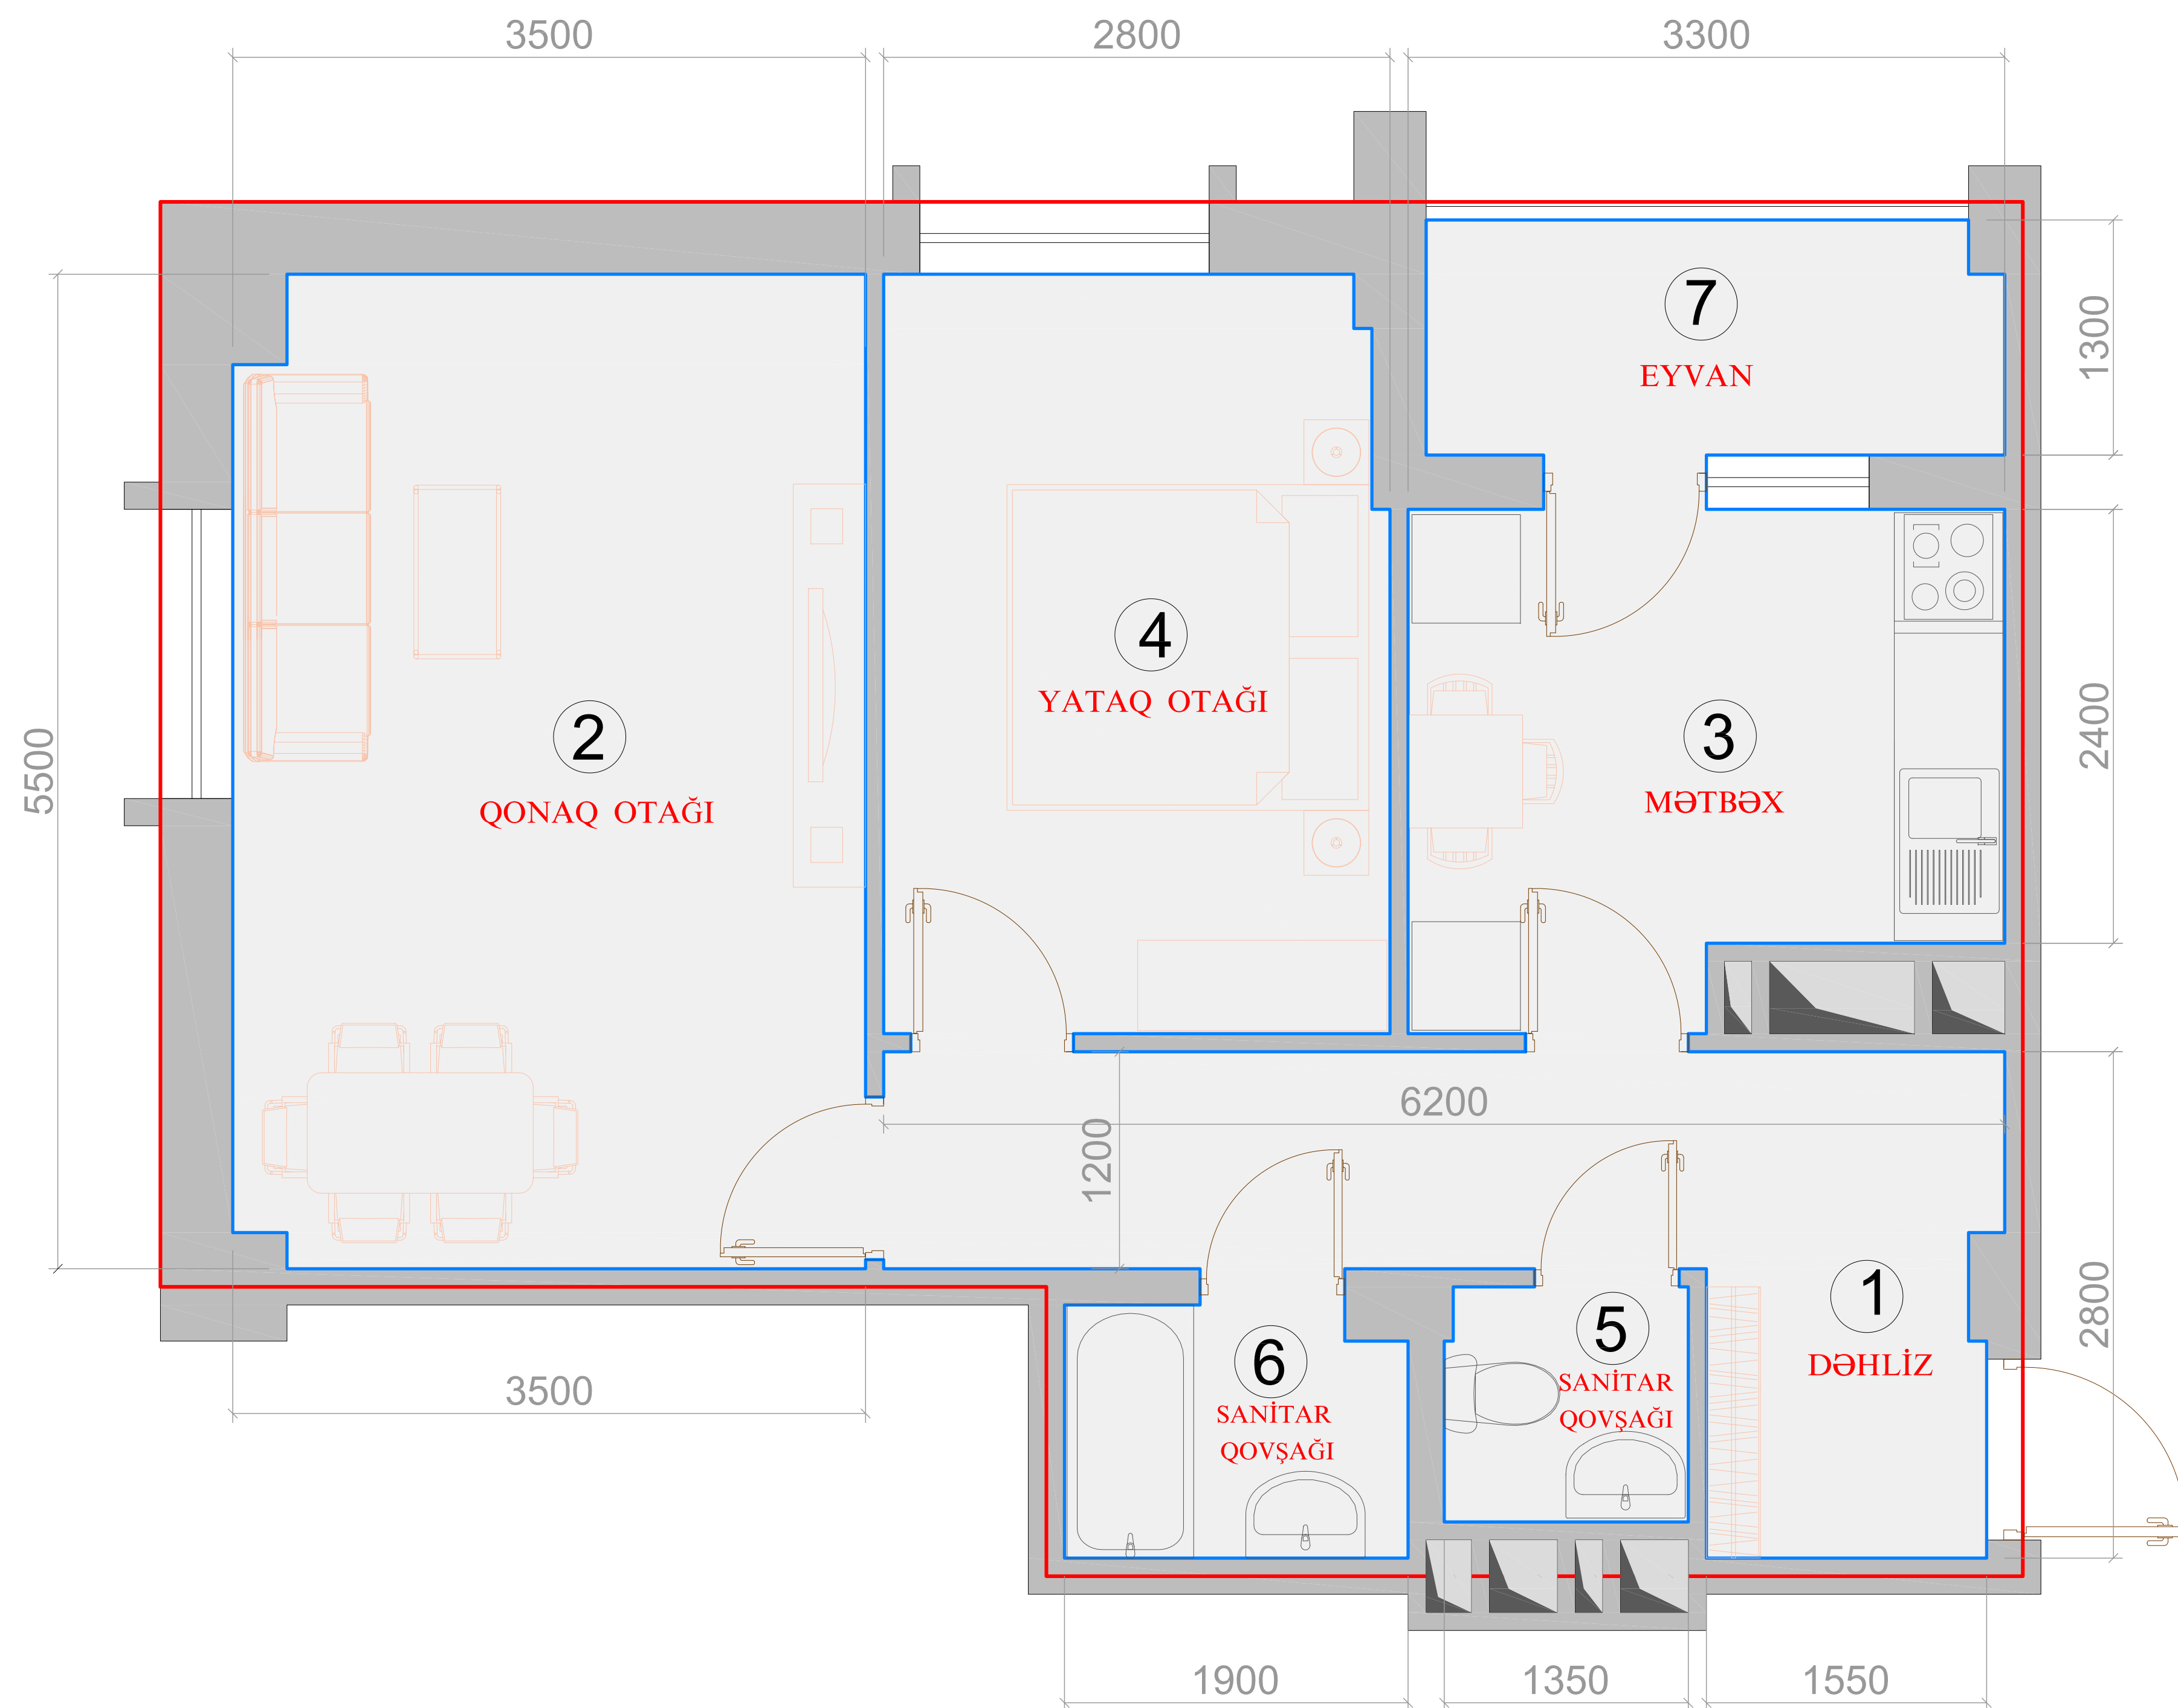 3500
2800
3300
7
EYVAN
1300
4
YATAQ OTAĞI
2
QONAQ OTAĞI
3
MƏTBƏX
2400
5500
6200
1200
1
DƏHLİZ
2800
5
SANİTAR
QOVŞAĞI
6
SANİTAR
QOVŞAĞI
3500
1900
1350
1550